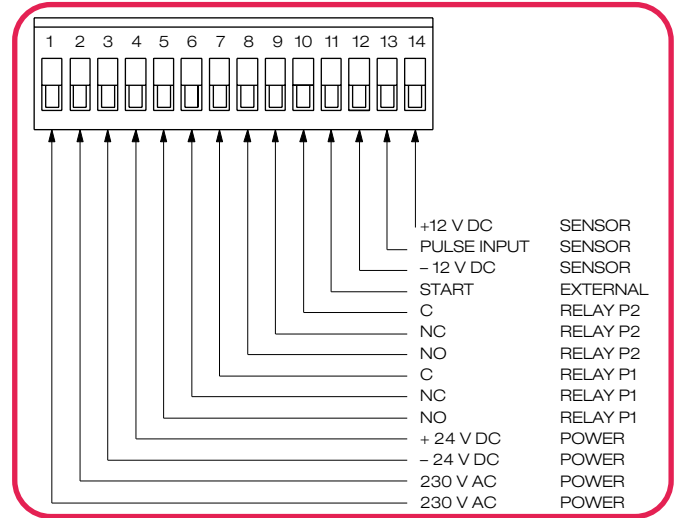 1 2 3 4 5 6 7 8 9 10 11 12 13 14
+12 V DC SENSOR
PULSE INPUT SENSOR
– 12 V DC SENSOR
START EXTERNAL
C RELAY P2
NC RELAY P2
NO RELAY P2
C RELAY P1
NC RELAY P1
NO RELAY P1
+ 24 V DC POWER
– 24 V DC POWER
230 V AC POWER
230 V AC POWER